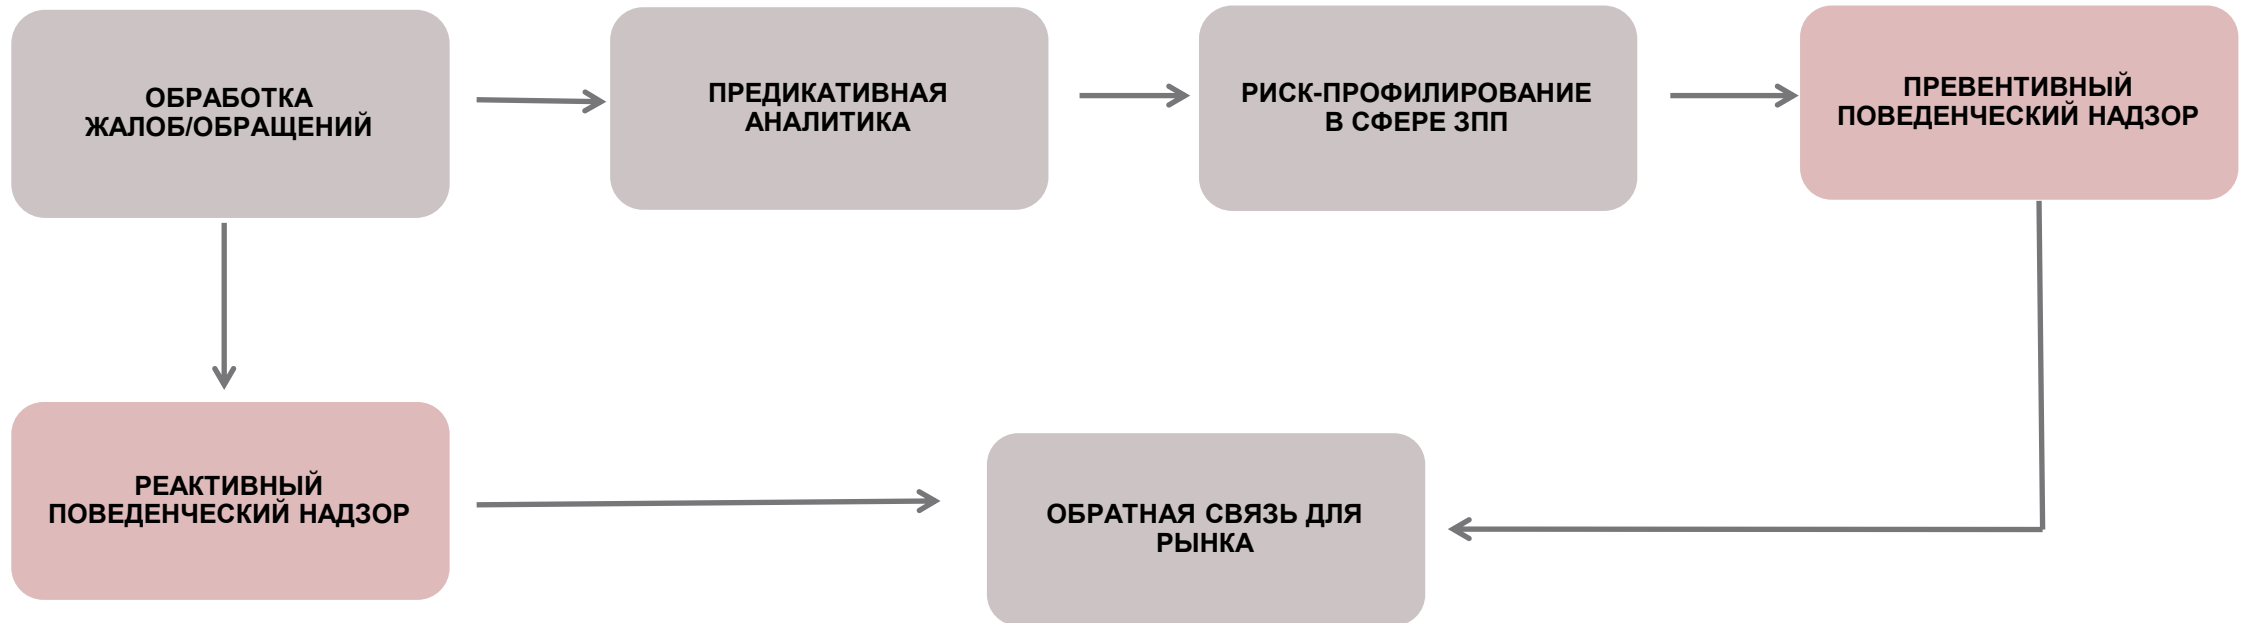 ОБРАБОТКА
ЖАЛОБ/ОБРАЩЕНИЙ
ПРЕДИКАТИВНАЯ
АНАЛИТИКА
РИСК-ПРОФИЛИРОВАНИЕ
В СФЕРЕ ЗПП
ПРЕВЕНТИВНЫЙ
ПОВЕДЕНЧЕСКИЙ НАДЗОР
РЕАКТИВНЫЙ
ПОВЕДЕНЧЕСКИЙ НАДЗОР
ОБРАТНАЯ СВЯЗЬ ДЛЯ
РЫНКА